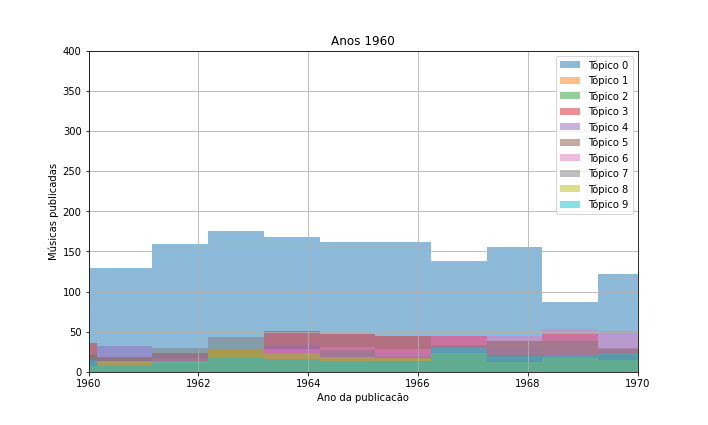 Anos 1960
400
350
300
250
200
150
100
50
0
Músicas publicadas
1960
1962
1964
1966
1968
1970
Ano da publicacão
Tópico 0
Tópico 1
Tópico 2
Tópico 3
Tópico 4
Tópico 5
Tópico 6
Tópico 7
Tópico 8
Tópico 9